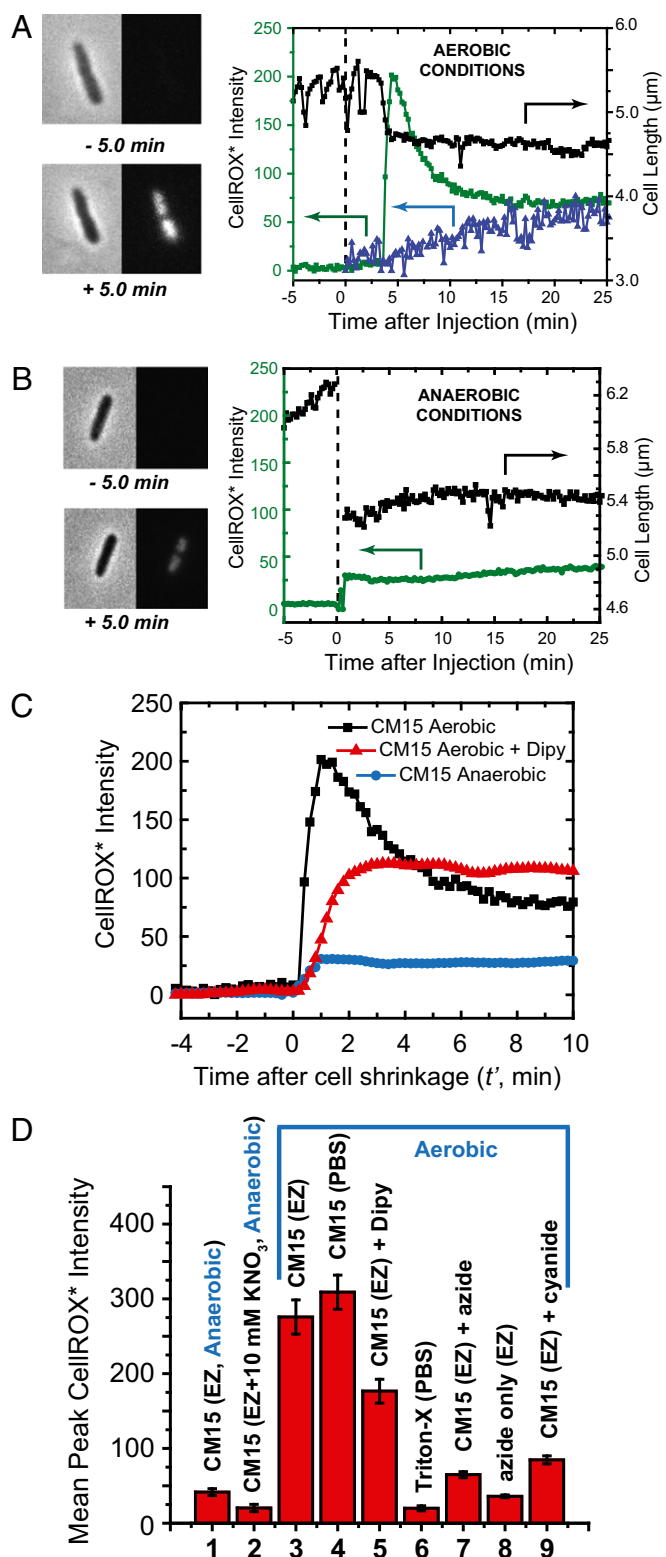 A
- 5.0 min
+ 5.0 min
CellROX* Intensity
250
200
150
100
50
0
AEROBIC
CONDITIONS
6.0
5.0
4.0
3.0
Cell Length (µm)
-5 0 5 10 15 20 25
Time after Injection (min)
B
- 5.0 min
+ 5.0 min
CellROX* Intensity
250
200
150
100
50
0
ANAEROBIC
CONDITIONS
6.2
5.8
5.4
5.0
4.6
Cell Length (µm)
-5 0 5 10 15 20 25
Time after Injection (min)
C
CellROX* Intensity
250
200
150
100
50
0
CM15 Aerobic
CM15 Aerobic + Dipy
CM15 Anaerobic
-4 -2 0 2 4 6 8 10
Time after cell shrinkage (t', min)
D
Mean Peak CellROX* Intensity
400
300
200
100
0
Aerobic
CM15 (EZ, Anaerobic)
CM15 (EZ+10 mM KNO3, Anaerobic)
CM15 (EZ)
CM15 (PBS)
CM15 (EZ) + Dipy
Triton-X (PBS)
CM15 (EZ) + azide
azide only (EZ)
CM15 (EZ) + cyanide
1 2 3 4 5 6 7 8 9